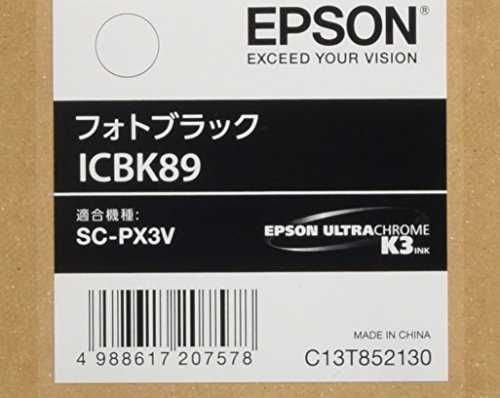 EPSON®
EXCEED YOUR VISION
フォトブラック
ICBK89
適合機種:
SC-PX3V
EPSON ULTRACHROME
K3 INK
MADE IN CHINA
4 988617 207578
C13T852130